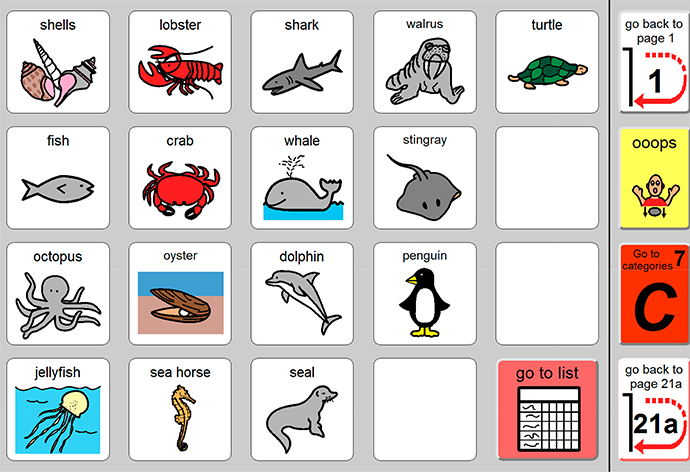 shells
lobster
shark
walrus
turtle
go back to
page 1
1
fish
crab
whale
stingray
ooops
octopus
oyster
dolphin
penguin
Go to
categories 7
C
jellyfish
sea horse
seal
go to list
go back to
page 21a
21a